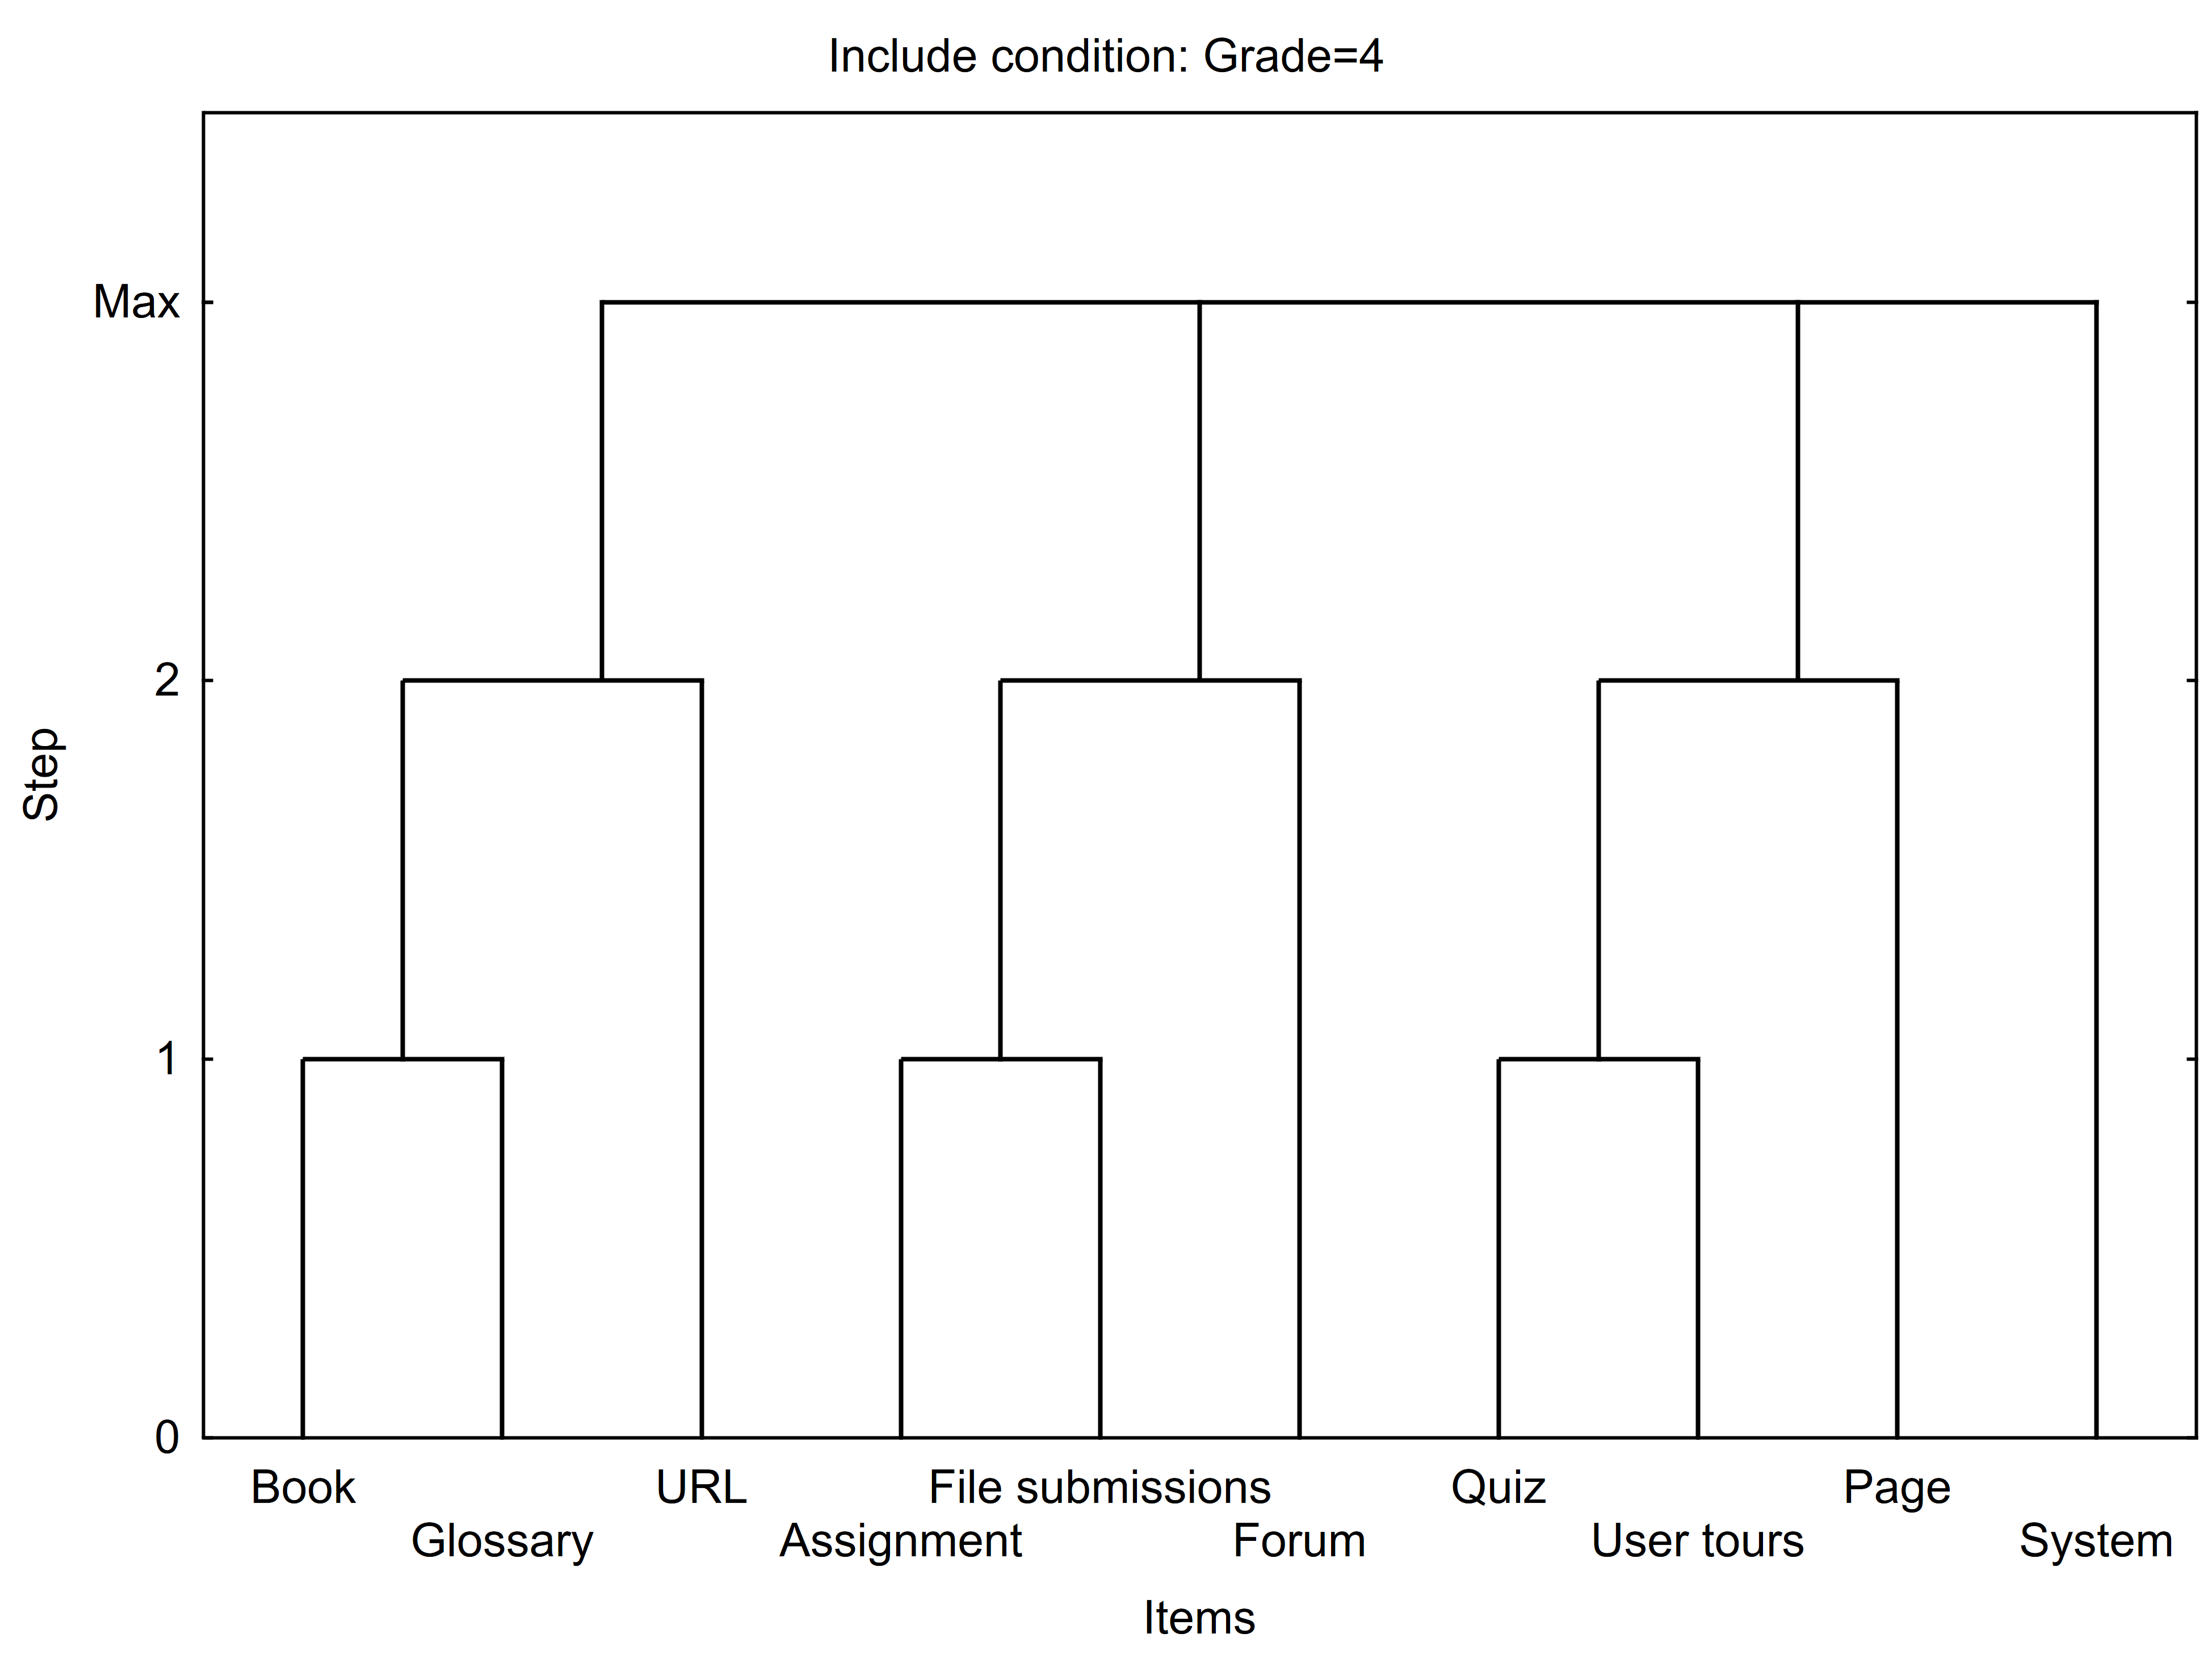 Include condition: Grade=4
Max
2
1
0
Step
Book URL File submissions Quiz Page
Glossary Assignment Forum User tours System
Items